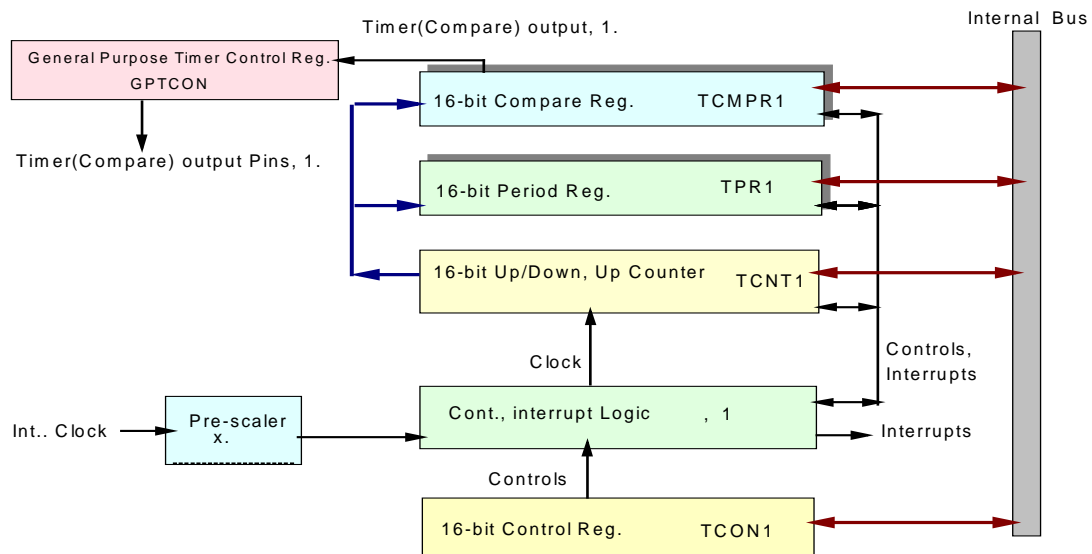 Internal Bus
Timer(Compare) output, 1.
General Purpose Timer Control Reg.
GPTCON
16-bit Compare Reg. TCMPR1
Timer(Compare) output Pins, 1.
16-bit Period Reg. TPR1
16-bit Up/Down, Up Counter TCNT1
Clock
Controls,
Interrupts
Int.. Clock
Pre-scaler
x.
Cont., interrupt Logic , 1
Interrupts
Controls
16-bit Control Reg. TCON1